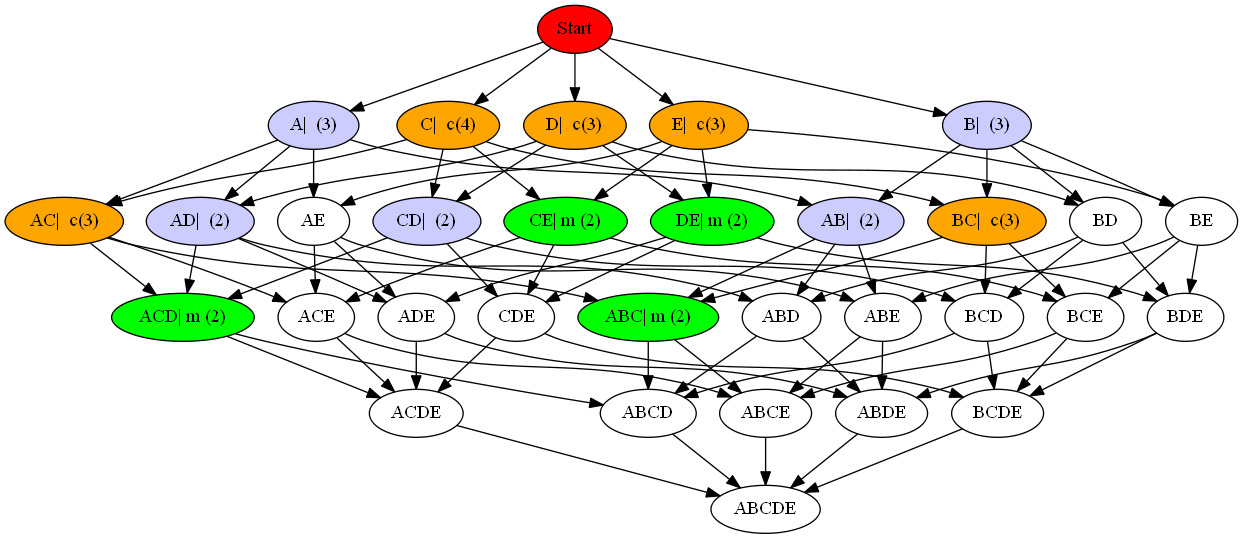 Start
A| (3)
C| c(4)
D| c(3)
E| c(3)
B| (3)
AC| c(3)
AD| (2)
AE
CD| (2)
CE| m (2)
DE| m (2)
AB| (2)
BC| c(3)
BD
BE
ACD| m (2)
ACE
ADE
CDE
ABC| m (2)
ABD
ABE
BCD
BCE
BDE
ACDE
ABCD
ABCE
ABDE
BCDE
ABCDE